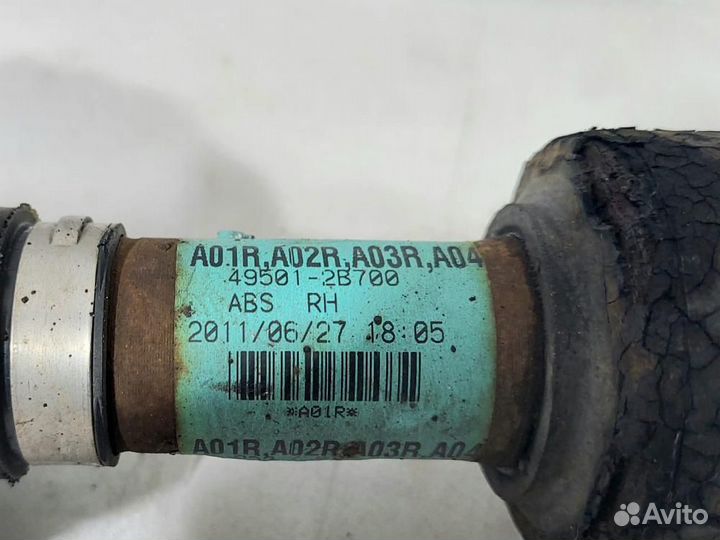 A01R,A02R,A03R,A04
49501-2B700
ABS RH
2011/06/27 18:05
*A01R*
A01R,A02R,A03R,A04
Avito